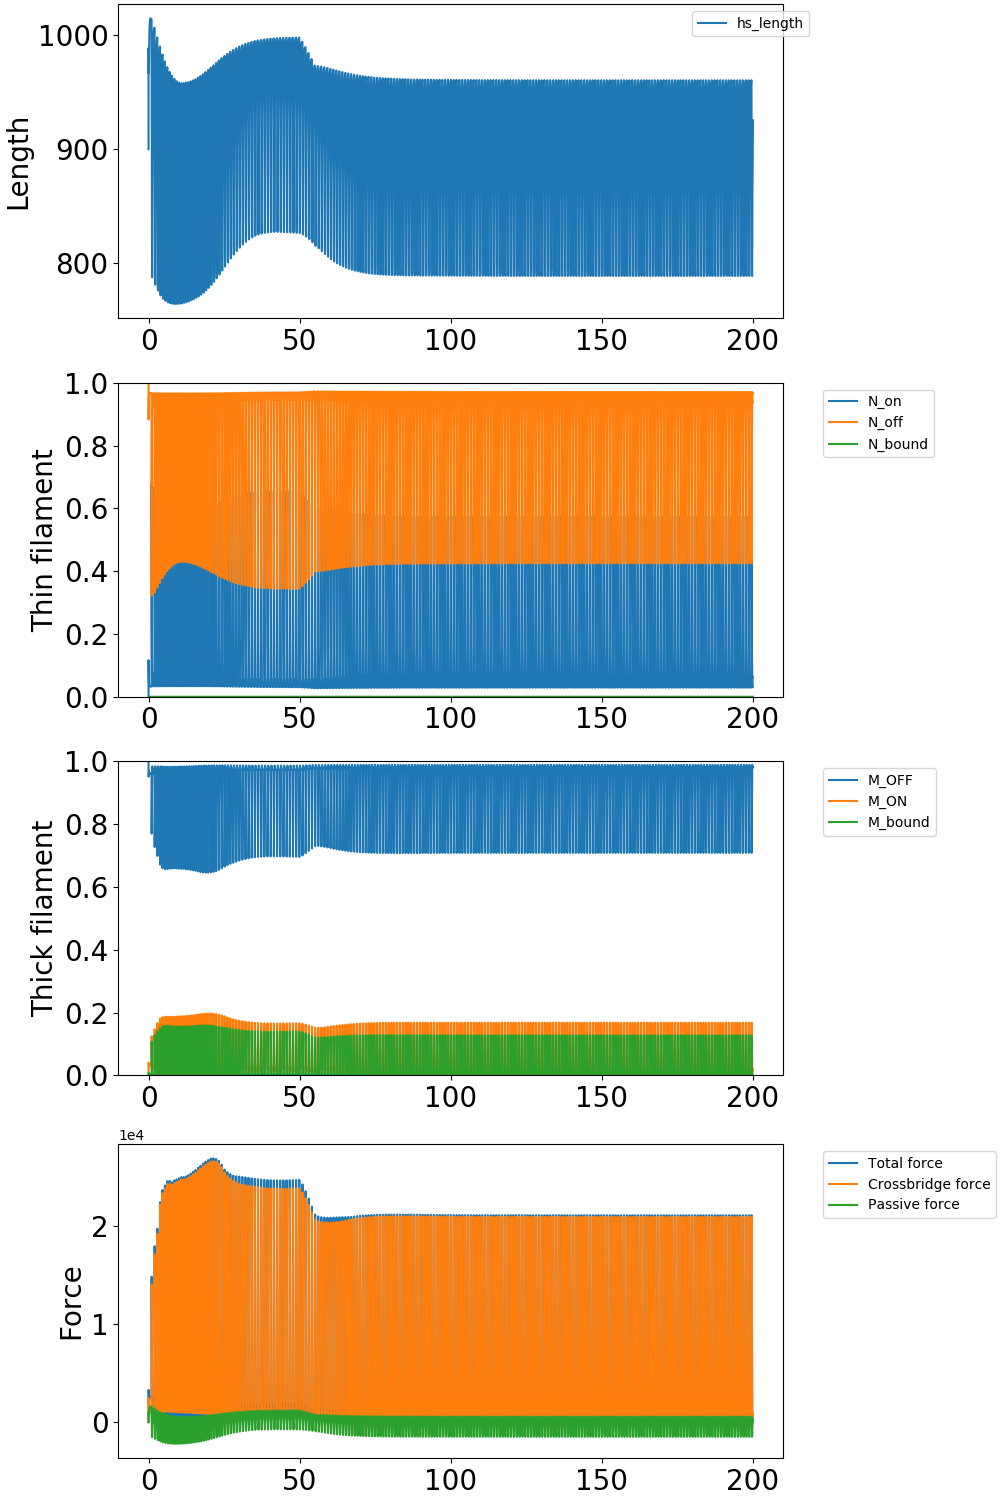 hs_length
Length
1000
900
800
0 50 100 150 200
N_on
N_off
N_bound
Thin filament
1.0
0.8
0.6
0.4
0.2
0.0
0 50 100 150 200
M_OFF
M_ON
M_bound
Thick filament
1.0
0.8
0.6
0.4
0.2
0.0
0 50 100 150 200
1e4
Total force
Crossbridge force
Passive force
Force
2
1
0
0 50 100 150 200